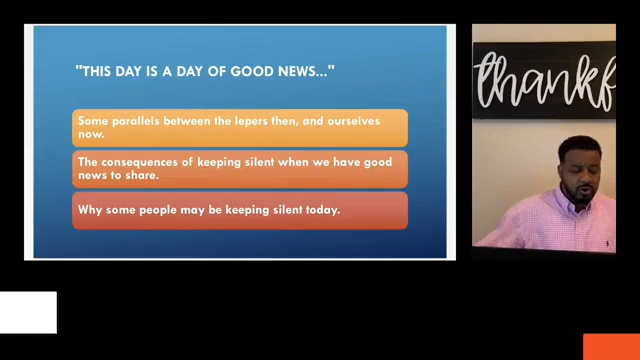 "THIS DAY IS A DAY OF GOOD NEWS..."
Some parallels between the lepers then, and ourselves
now.
The consequences of keeping silent when we have good
news to share.
Why some people may be keeping silent today.
thankf